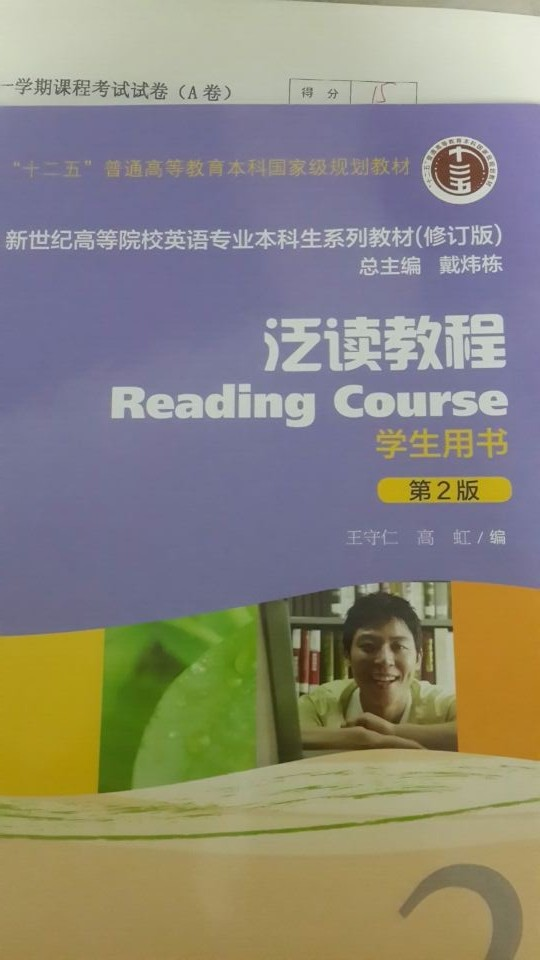 一学期课程考试试卷（A卷）
得 分 15
“十二五”普通高等教育本科国家级规划教材
十二五
新世纪高等院校英语专业本科生系列教材(修订版)
总主编 戴炜栋
泛读教程
Reading Course
学生用书
第2版
王守仁 高 虹/编
2